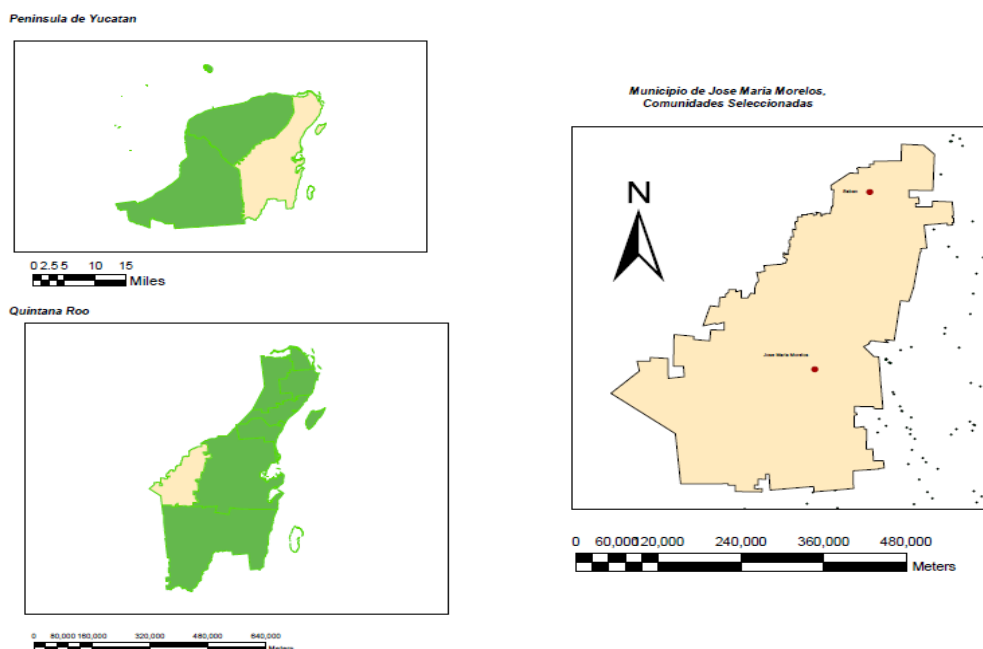 Peninsula de Yucatan
0 2.5 5 10 15
Miles
Quintana Roo
0 80,000 160,000 320,000 480,000 640,000
Meters
Municipio de Jose Maria Morelos,
Comunidades Seleccionadas
N
Jose Maria Morelos
0 60,000 120,000 240,000 360,000 480,000
Meters